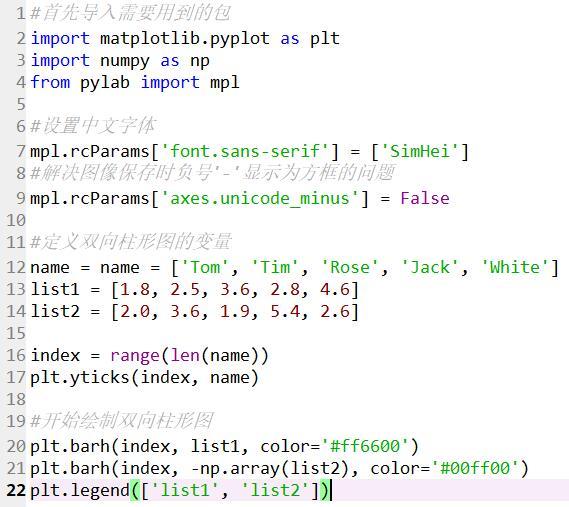 1 #首先导入需要用到的包
2 import matplotlib.pyplot as plt
3 import numpy as np
4 from pylab import mpl
5
6 #设置中文字体
7 mpl.rcParams['font.sans-serif'] = ['SimHei']
8 #解决图像保存时负号'-'显示为方框的问题
9 mpl.rcParams['axes.unicode_minus'] = False
10
11 #定义双向柱形图的变量
12 name = name = ['Tom', 'Tim', 'Rose', 'Jack', 'White']
13 list1 = [1.8, 2.5, 3.6, 2.8, 4.6]
14 list2 = [2.0, 3.6, 1.9, 5.4, 2.6]
15
16 index = range(len(name))
17 plt.yticks(index, name)
18
19 #开始绘制双向柱形图
20 plt.barh(index, list1, color='#ff6600')
21 plt.barh(index, -np.array(list2), color='#00ff00')
22 plt.legend(['list1', 'list2'])